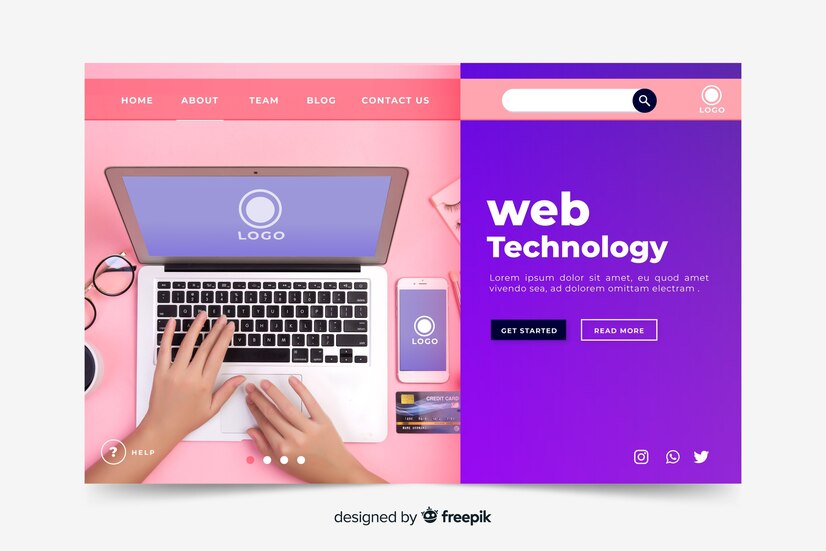 HOME ABOUT TEAM BLOG CONTACT US
LOGO
LOGO
web
Technology
Lorem ipsum dolor sit amet, eu quod amet
vivendo sea, ad dolorem omittam electram .
GET STARTED READ MORE
LOGO
CREDIT CARD
? HELP
designed by freepik